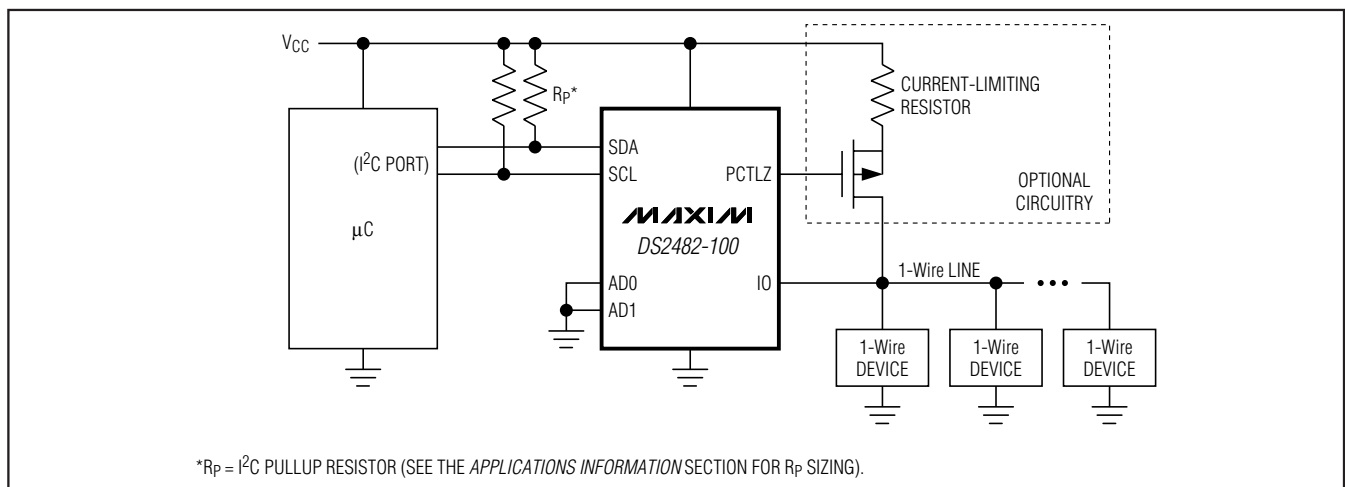 VCC
RP*
CURRENT-LIMITING
RESISTOR
(I2C PORT)
SDA
SCL
PCTLZ
OPTIONAL
CIRCUITRY
MAXIM
µC
DS2482-100
1-Wire LINE
AD0
IO
AD1
•••
1-Wire
DEVICE
1-Wire
DEVICE
1-Wire
DEVICE
*RP = I2C PULLUP RESISTOR (SEE THE APPLICATIONS INFORMATION SECTION FOR RP SIZING).